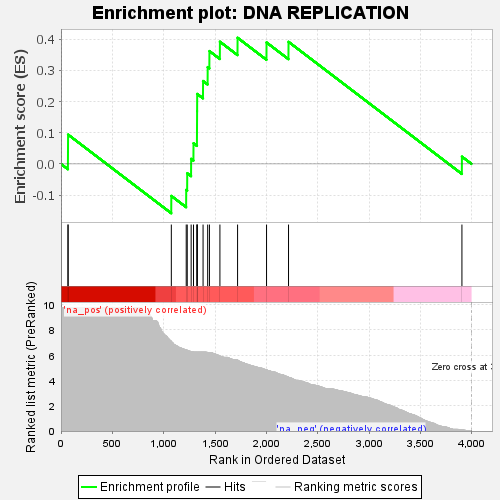 Enrichment plot: DNA REPLICATION
Enrichment score (ES)
0.4
0.3
0.2
0.1
0.0
-0.1
Ranked list metric (PreRanked)
10
8
6
4
2
0
'na_pos' (positively correlated)
Zero cross at 3
'na_neg' (negatively correlated)
0 500 1,000 1,500 2,000 2,500 3,000 3,500 4,000
Rank in Ordered Dataset
Enrichment profile Hits Ranking metric scores